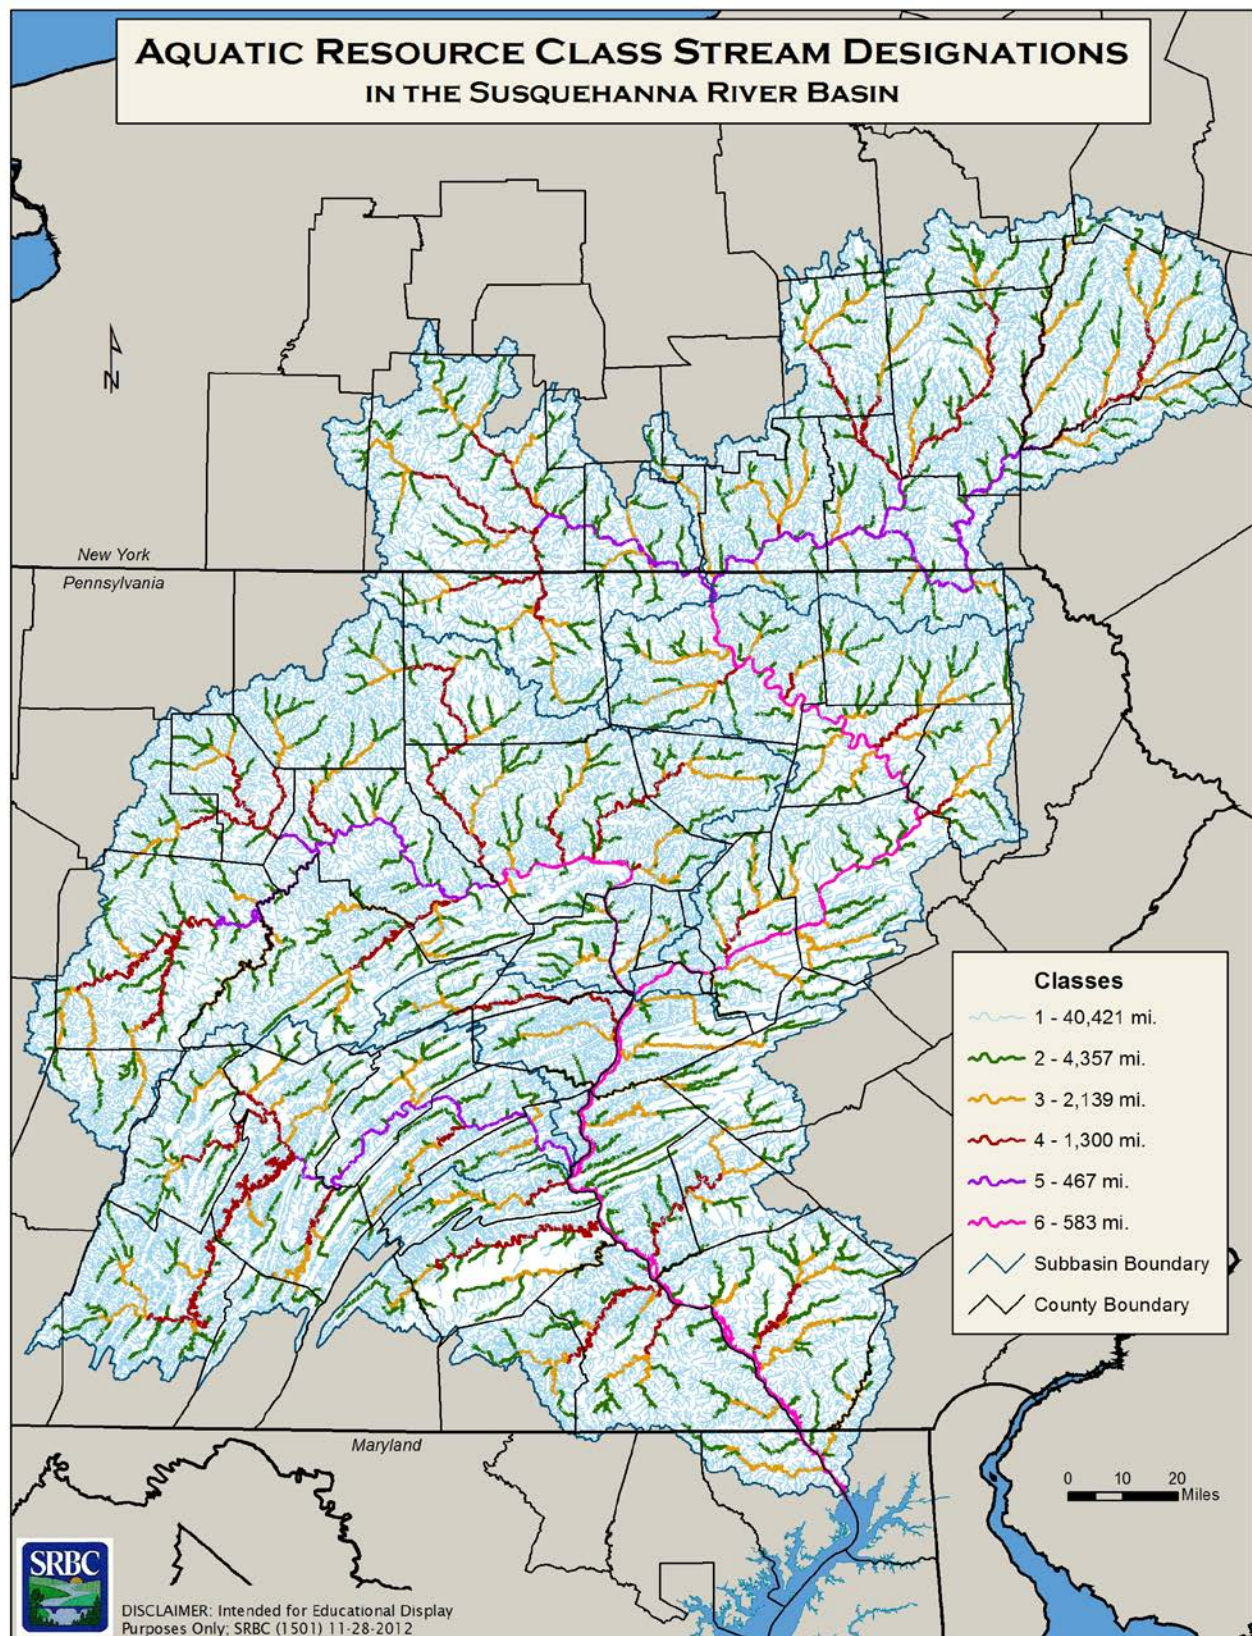 AQUATIC RESOURCE CLASS STREAM DESIGNATIONS
IN THE SUSQUEHANNA RIVER BASIN
N
New York
Pennsylvania
Classes
1 - 40,421 mi.
2 - 4,357 mi.
3 - 2,139 mi.
4 - 1,300 mi.
5 - 467 mi.
6 - 583 mi.
Subbasin Boundary
County Boundary
Maryland
0 10 20
Miles
SRBC
DISCLAIMER: Intended for Educational Display
Purposes Only; SRBC (1501) 11-28-2012